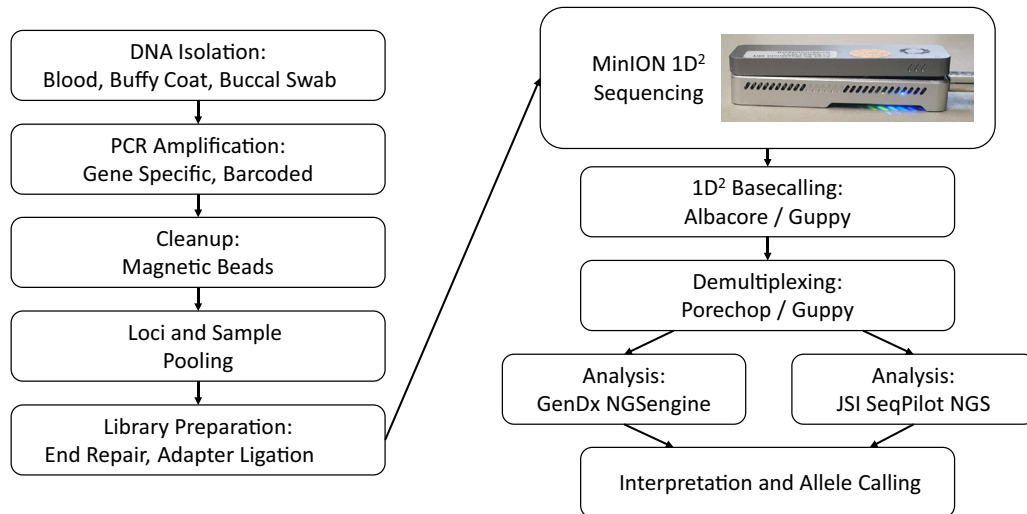 DNA Isolation:
Blood, Buffy Coat, Buccal Swab
PCR Amplification:
Gene Specific, Barcoded
Cleanup:
Magnetic Beads
Loci and Sample
Pooling
Library Preparation:
End Repair, Adapter Ligation
MinION 1D²
Sequencing
1D² Basecalling:
Albacore / Guppy
Demultiplexing:
Porechop / Guppy
Analysis:
GenDx NGSengine
Analysis:
JSI SeqPilot NGS
Interpretation and Allele Calling